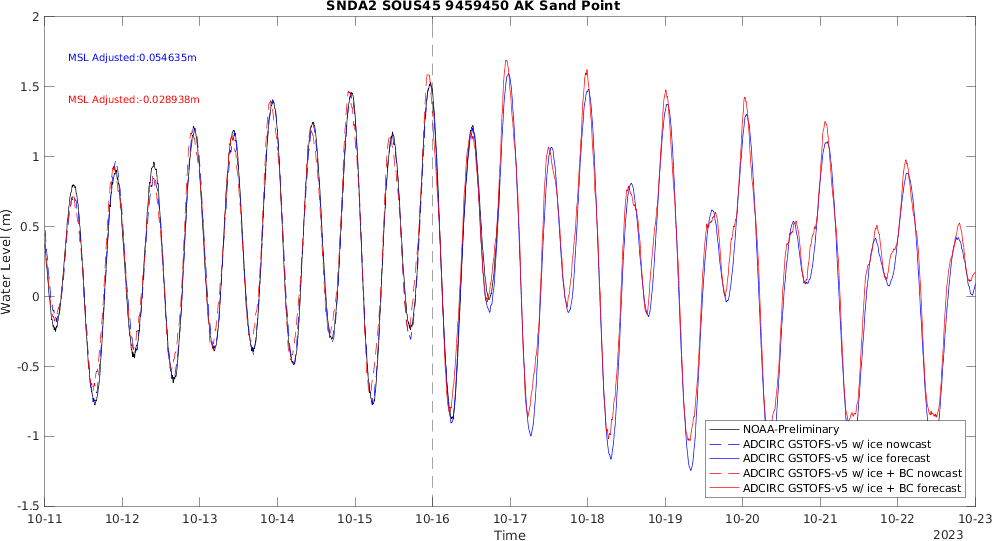 SNDA2 SOUS45 9459450 AK Sand Point
2
1.5
1
0.5
0
-0.5
-1
-1.5
Water Level (m)
MSL Adjusted:0.054635m
MSL Adjusted:-0.028938m
NOAA-Preliminary
ADCIRC GSTOFS-v5 w/ ice nowcast
ADCIRC GSTOFS-v5 w/ ice forecast
ADCIRC GSTOFS-v5 w/ ice + BC nowcast
ADCIRC GSTOFS-v5 w/ ice + BC forecast
10-11 10-12 10-13 10-14 10-15 10-16 10-17 10-18 10-19 10-20 10-21 10-22 10-23
Time
2023